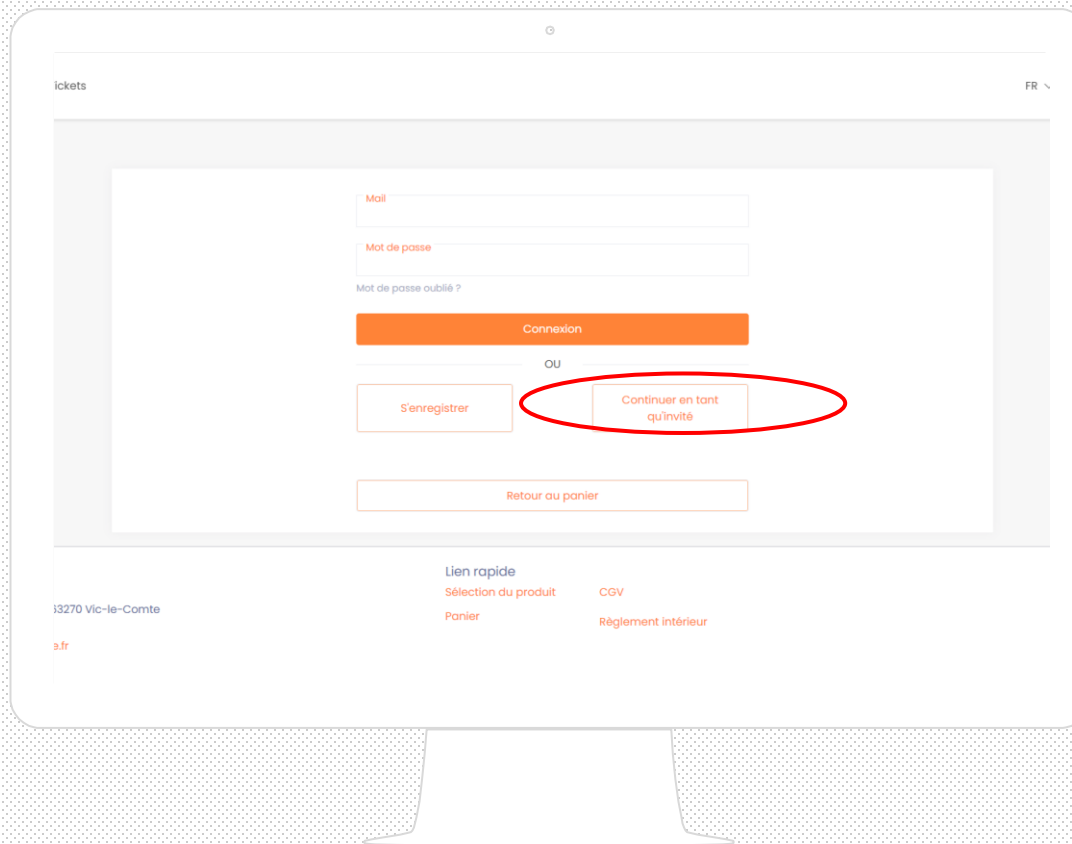 ickets
FR
Mail
Mot de passe
Mot de passe oublié ?
Connexion
OU
S'enregistrer
Continuer en tant
qu'invité
Retour au panier
Lien rapide
Sélection du produit
CGV
63270 Vic-le-Comte
Panier
Règlement intérieur
e.fr